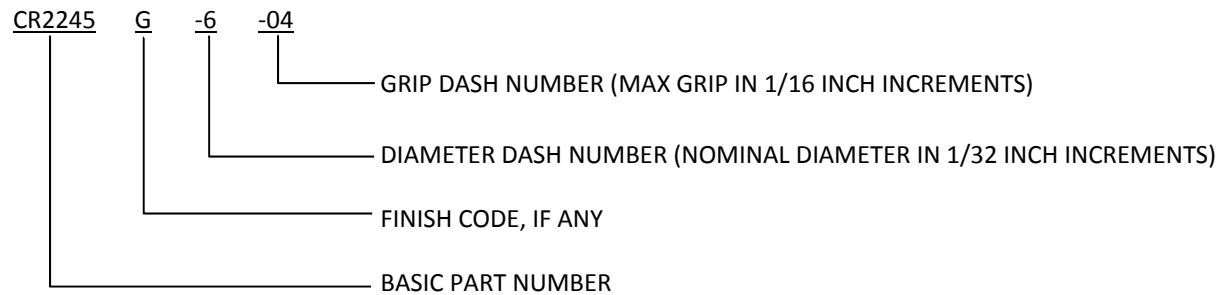 CR2245 G -6 -04
GRIP DASH NUMBER (MAX GRIP IN 1/16 INCH INCREMENTS)
DIAMETER DASH NUMBER (NOMINAL DIAMETER IN 1/32 INCH INCREMENTS)
FINISH CODE, IF ANY
BASIC PART NUMBER